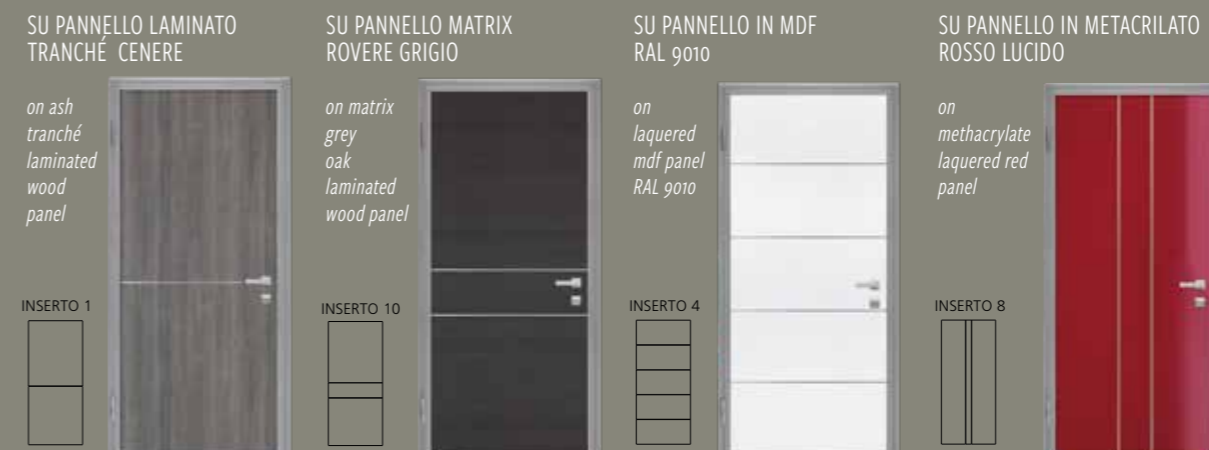 SU PANNELLO LAMINATO
TRANCHÉ CENERE
on ash
tranché
laminated
wood
panel
INSERTO 1
SU PANNELLO MATRIX
ROVERE GRIGIO
on matrix
grey
oak
laminated
wood panel
INSERTO 10
SU PANNELLO IN MDF
RAL 9010
on
laquered
mdf panel
RAL 9010
INSERTO 4
SU PANNELLO IN METACRILATO
ROSSO LUCIDO
on
methacrylate
laquered red
panel
INSERTO 8